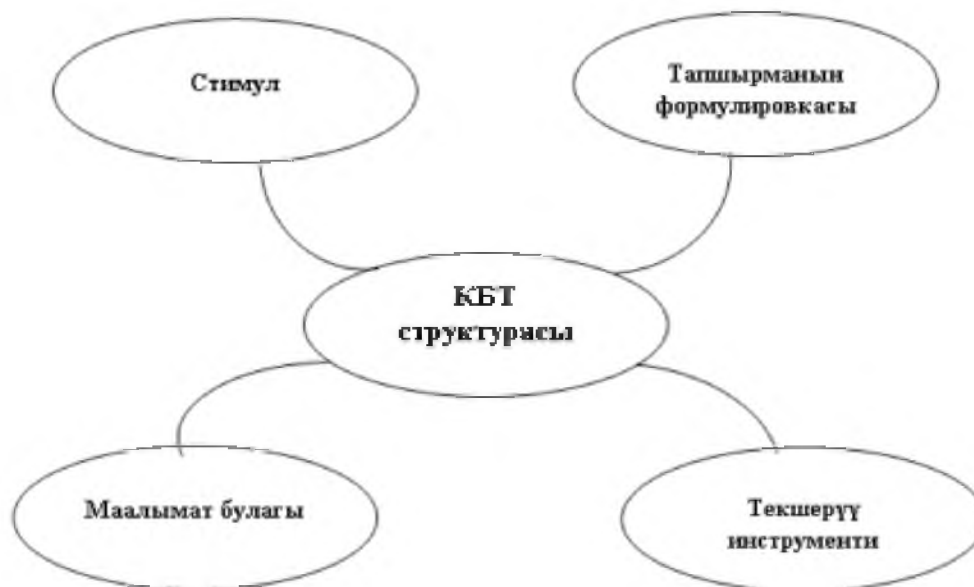 Стимул
Тапшырманын
формулировкасы
КБТ
структурасы
Маалымат булагы
Текшерүү
инструменти